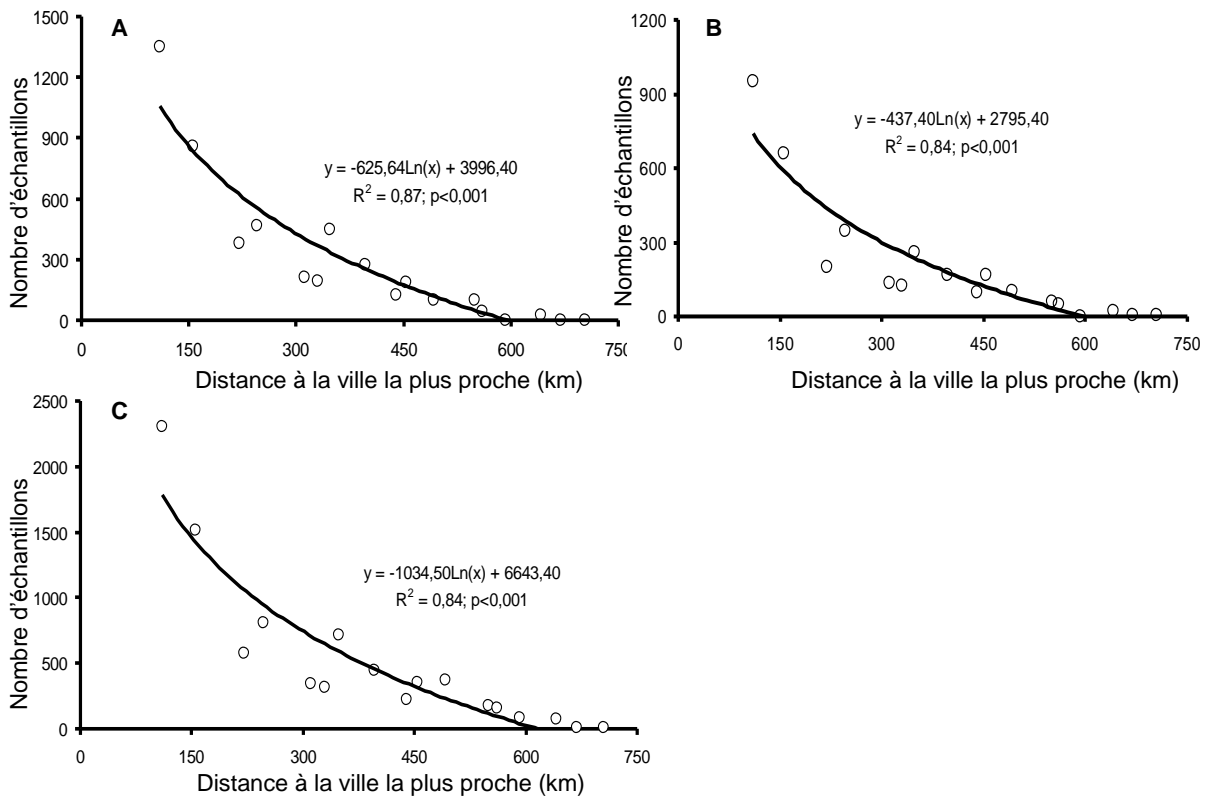 A
Nombre d'échantillons
1500
1200
900
600
300
0
y = -625,64Ln(x) + 3996,40
R² = 0,87; p<0,001
0 150 300 450 600 750
Distance à la ville la plus proche (km)
B
Nombre d'échantillons
1200
900
600
300
0
y = -437,40Ln(x) + 2795,40
R² = 0,84; p<0,001
0 150 300 450 600 750
Distance à la ville la plus proche (km)
C
Nombre d'échantillons
2500
2000
1500
1000
500
0
y = -1034,50Ln(x) + 6643,40
R² = 0,84; p<0,001
0 150 300 450 600 750
Distance à la ville la plus proche (km)